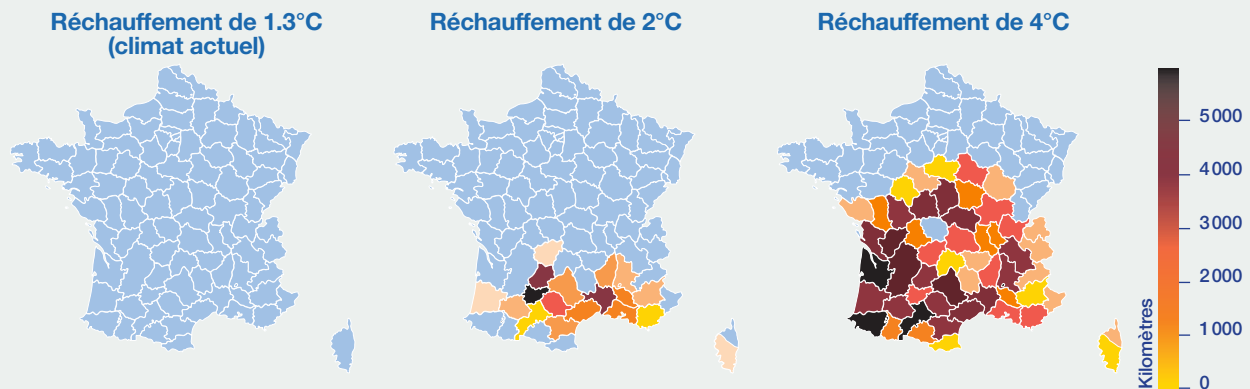 Réchauffement de 1.3°C
(climat actuel)
Réchauffement de 2°C
Réchauffement de 4°C
Kilomètres
5 000
4 000
3 000
2 000
1 000
0